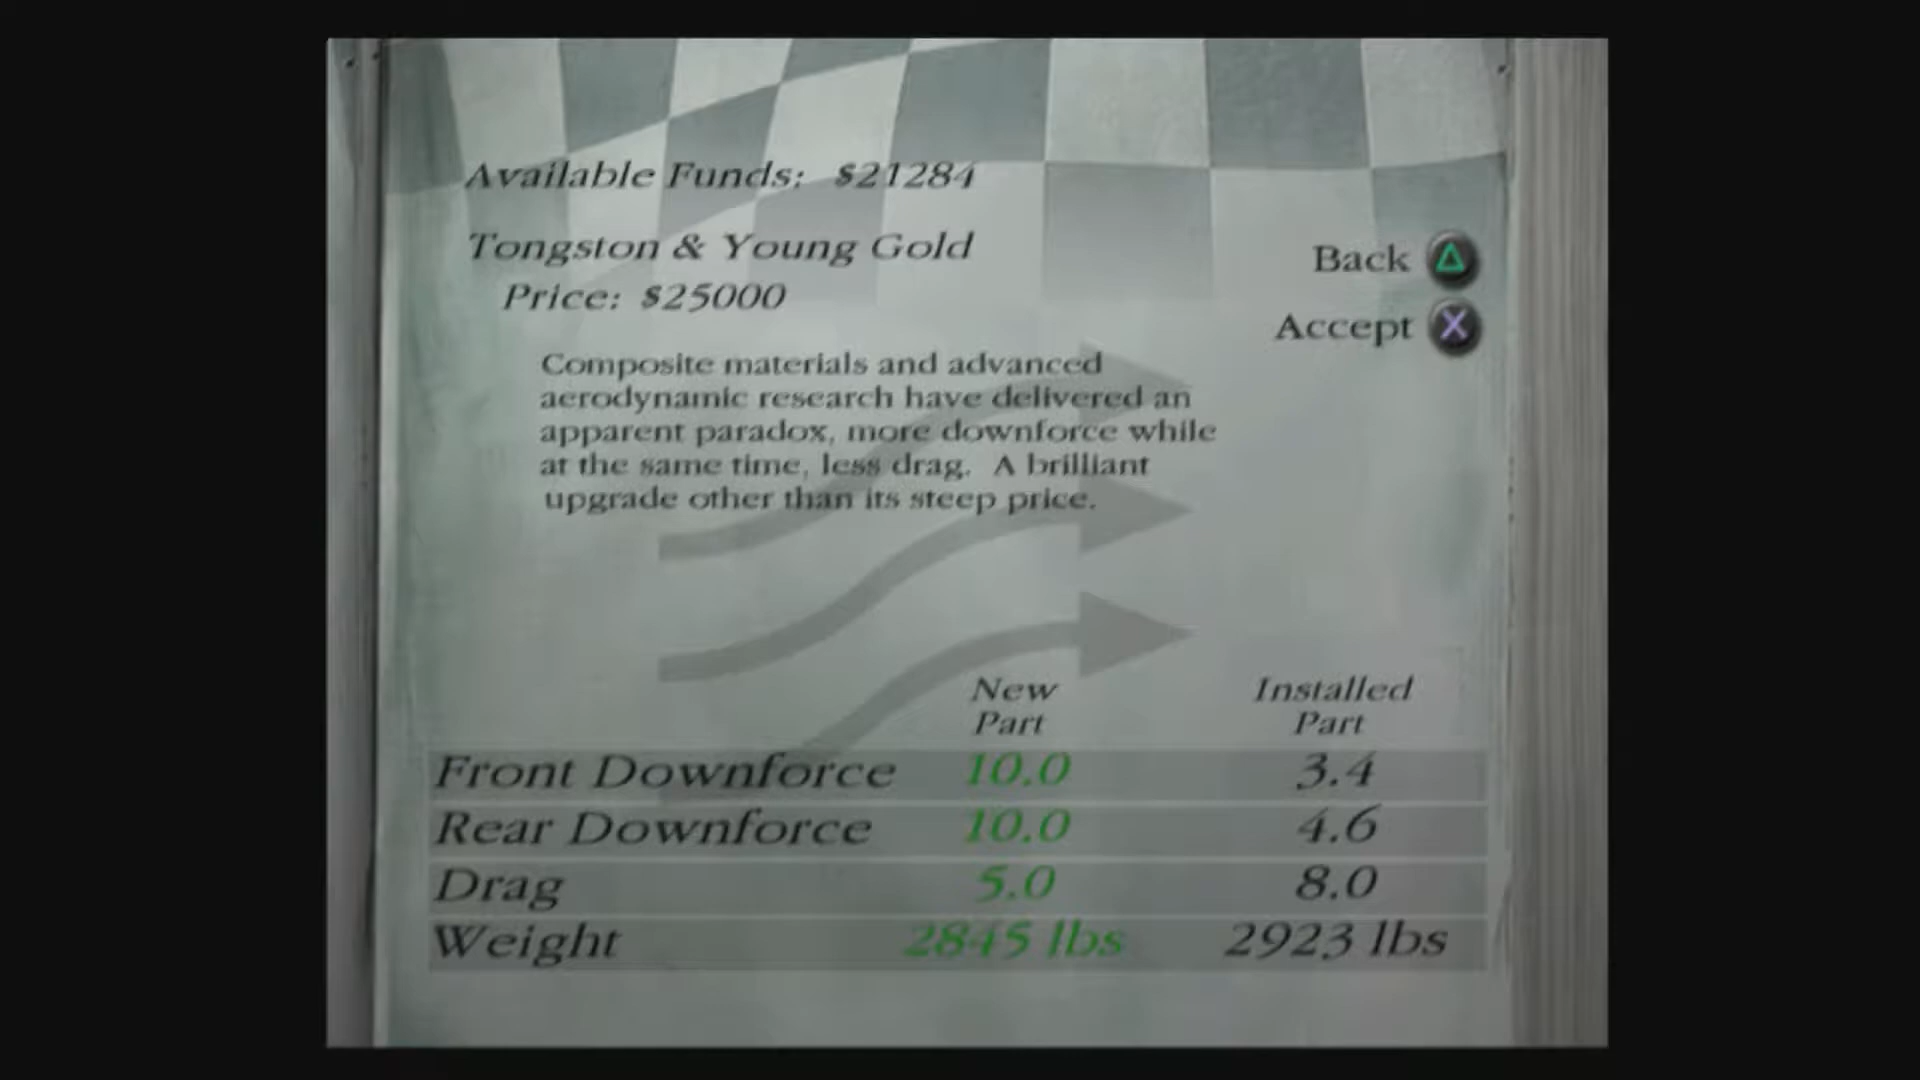 Available Funds: $21284
Tongston & Young Gold
Price: $25000
Back
Accept
Composite materials and advanced
aerodynamic research have delivered an
apparent paradox, more downforce while
at the same time, less drag. A brilliant
upgrade other than its steep price.
New Part
Installed Part
Front Downforce 10.0 3.4
Rear Downforce 10.0 4.6
Drag 5.0 8.0
Weight 2845 lbs 2923 lbs